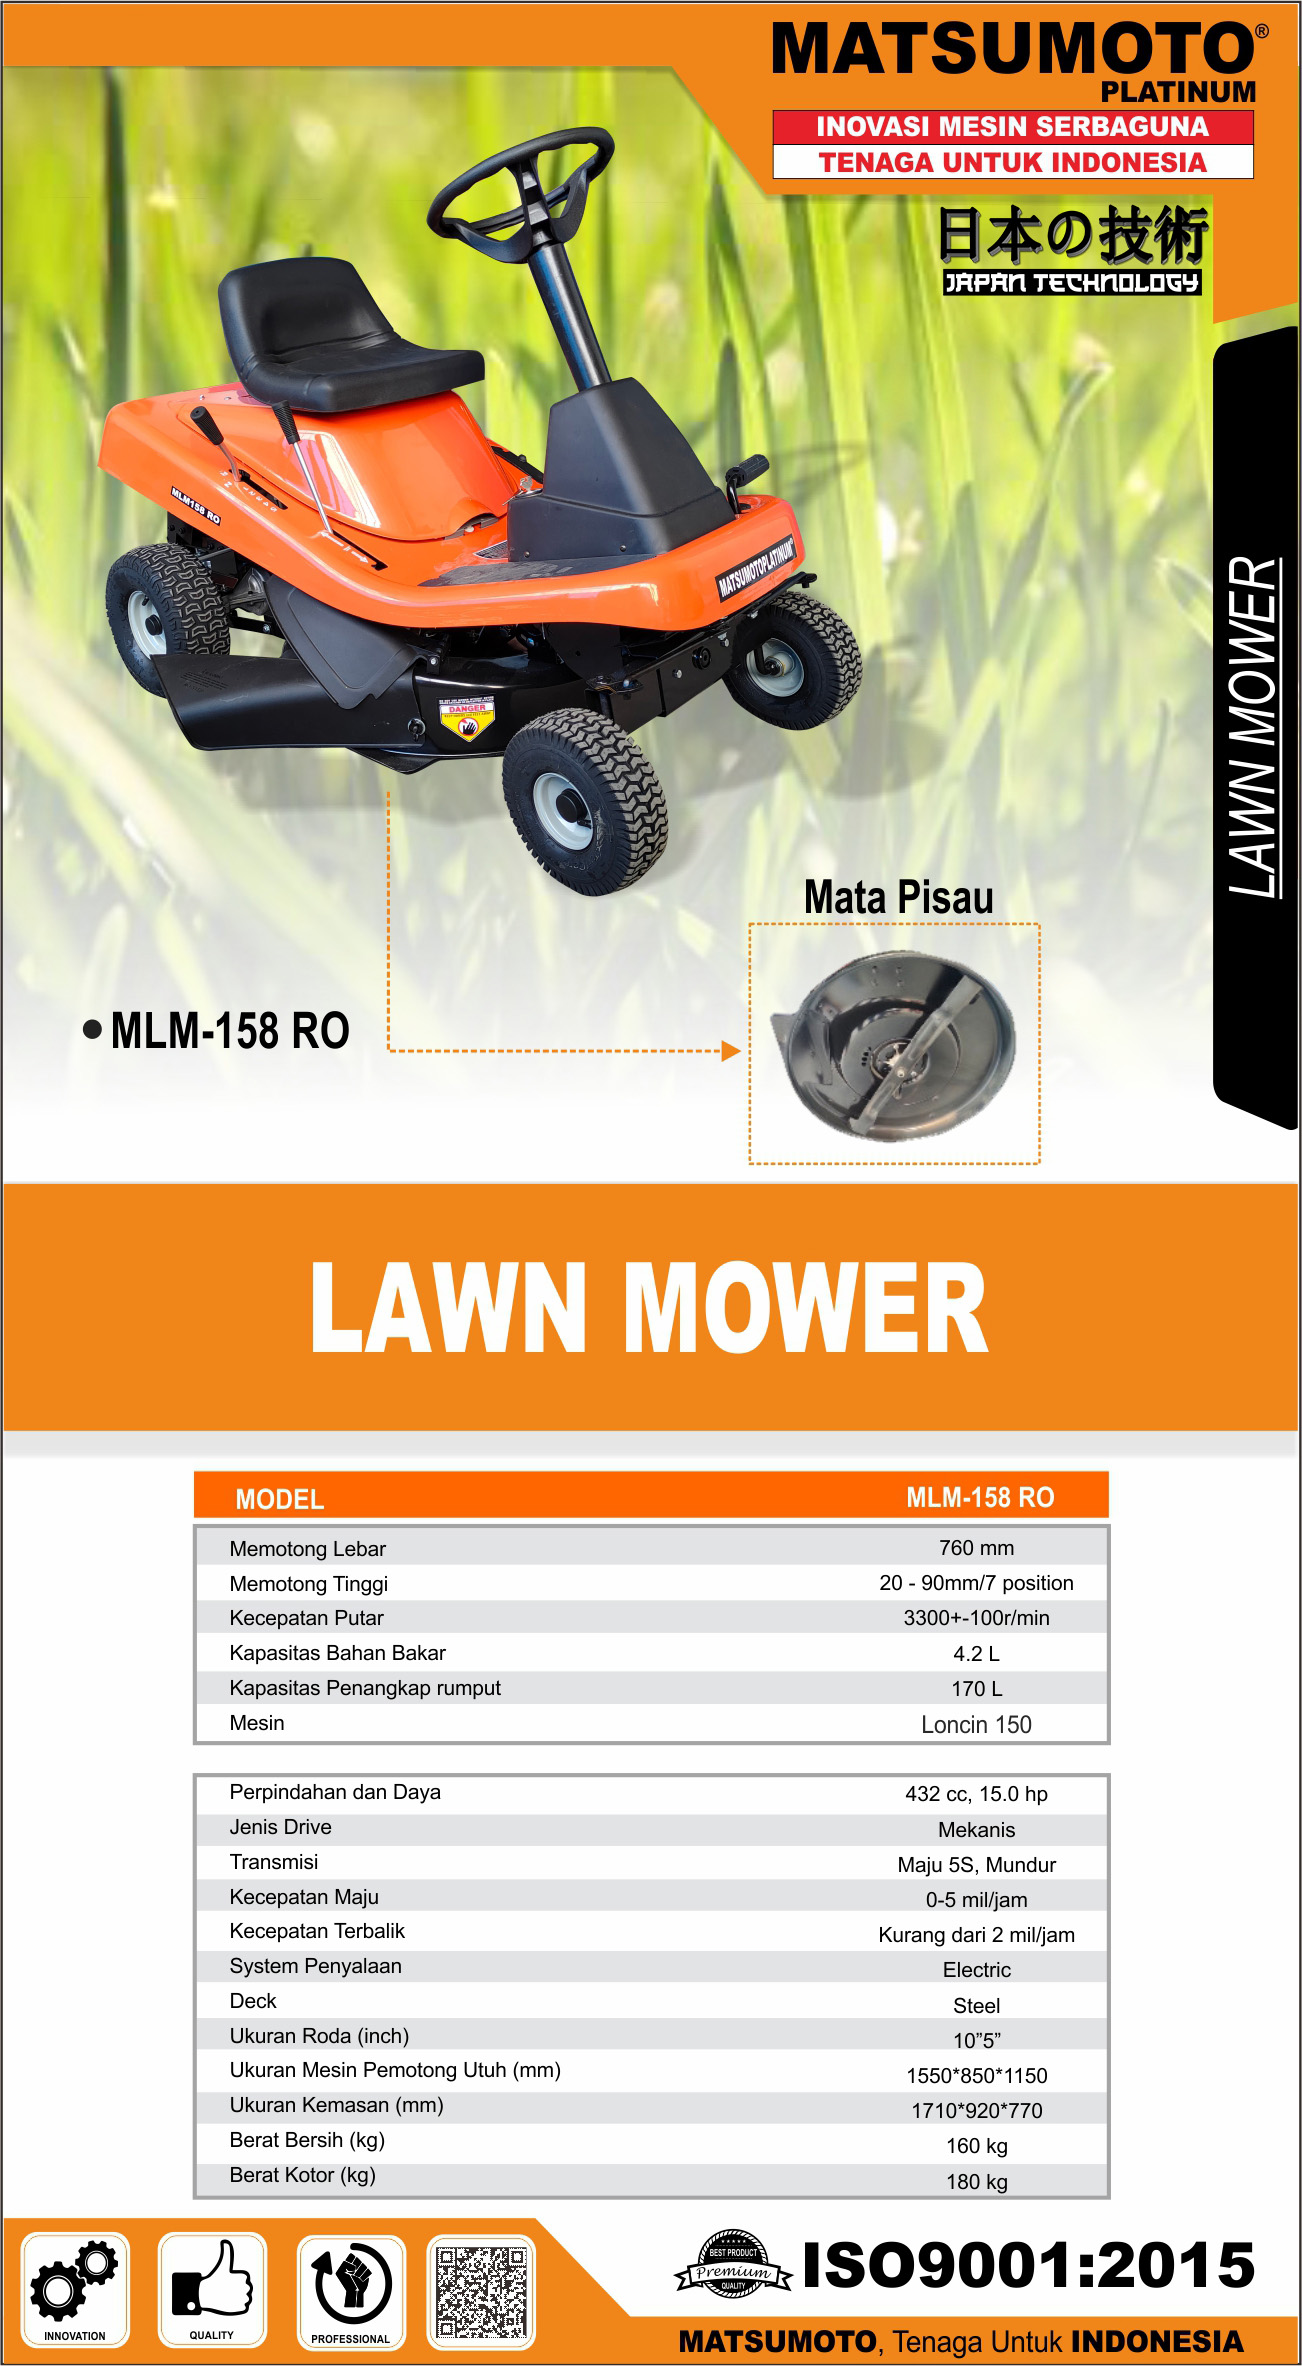 MATSUMOTO®
PLATINUM
INOVASI MESIN SERBAGUNA
TENAGA UNTUK INDONESIA
日本の技術
JAPAN TECHNOLOGY
LAWN MOWER
MLM158 RO
MATSUMOTOPLATINUM
DANGER
Mata Pisau
• MLM-158 RO
LAWN MOWER
MODEL MLM-158 RO
Memotong Lebar 760 mm
Memotong Tinggi 20 - 90mm/7 position
Kecepatan Putar 3300+-100r/min
Kapasitas Bahan Bakar 4.2 L
Kapasitas Penangkap rumput 170 L
Mesin Loncin 150
Perpindahan dan Daya 432 cc, 15.0 hp
Jenis Drive Mekanis
Transmisi Maju 5S, Mundur
Kecepatan Maju 0-5 mil/jam
Kecepatan Terbalik Kurang dari 2 mil/jam
System Penyalaan Electric
Deck Steel
Ukuran Roda (inch) 10”5”
Ukuran Mesin Pemotong Utuh (mm) 1550*850*1150
Ukuran Kemasan (mm) 1710*920*770
Berat Bersih (kg) 160 kg
Berat Kotor (kg) 180 kg
INNOVATION
QUALITY
PROFESSIONAL
BEST PRODUCT
Premium
QUALITY
ISO9001:2015
MATSUMOTO, Tenaga Untuk INDONESIA